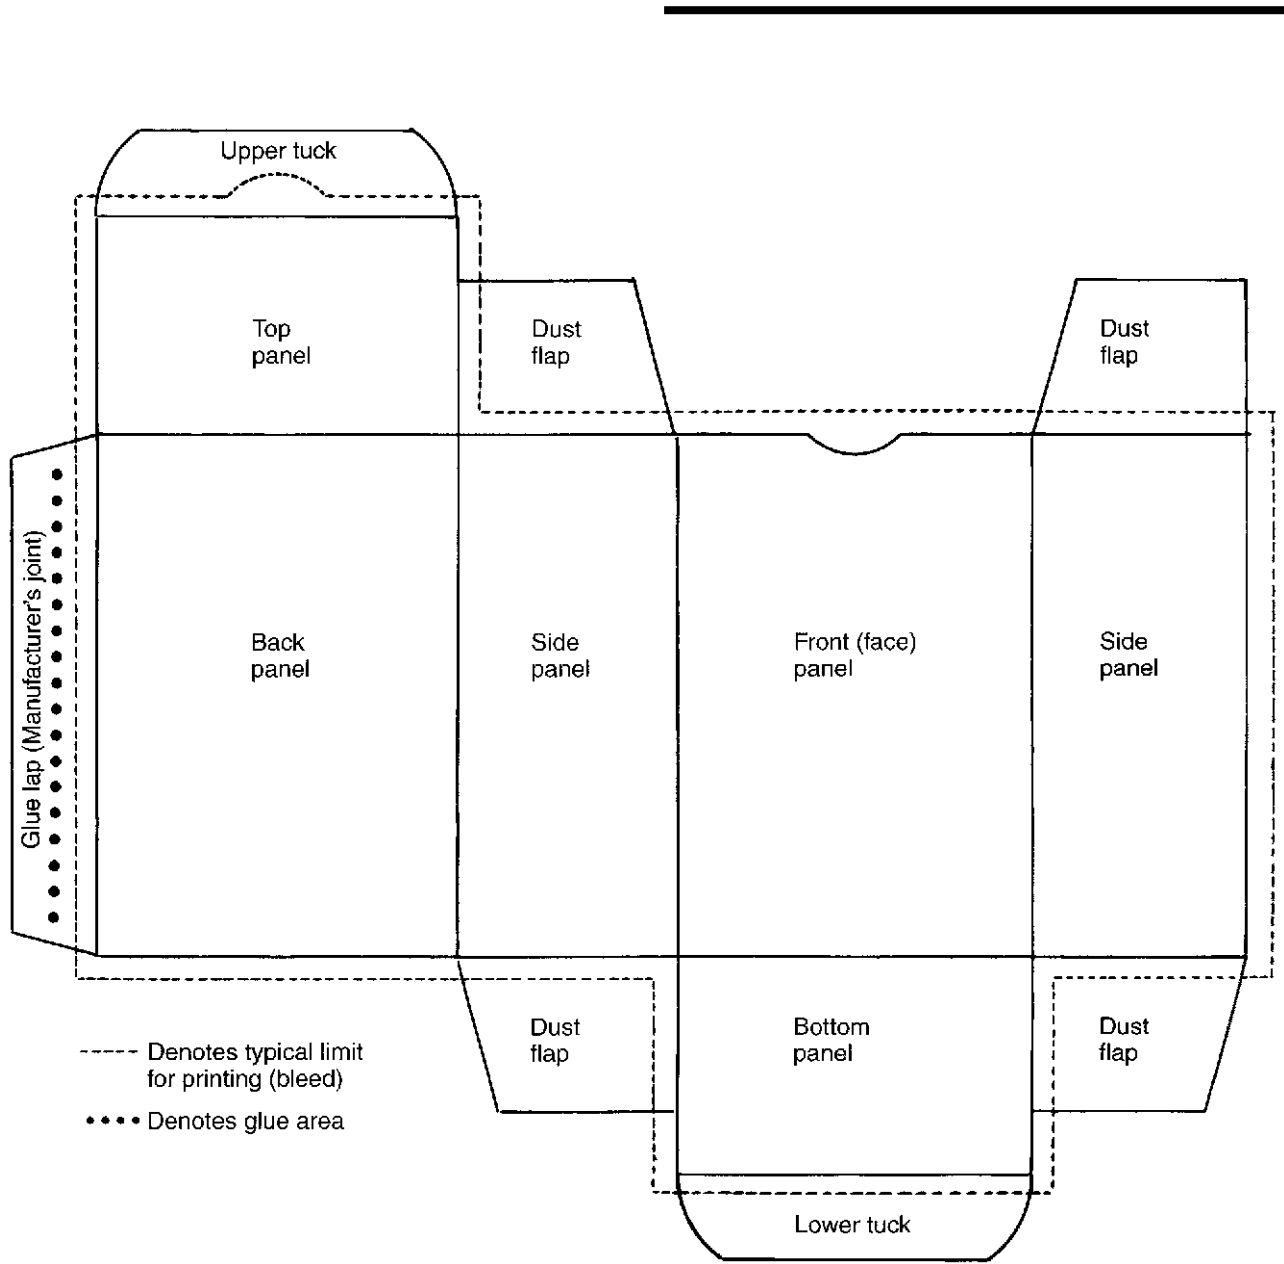 Upper tuck
Top
panel
Dust
flap
Dust
flap
Glue lap (Manufacturer's joint)
Back
panel
Side
panel
Front (face)
panel
Side
panel
Dust
flap
Bottom
panel
Dust
flap
Denotes typical limit
for printing (bleed)
Denotes glue area
Lower tuck